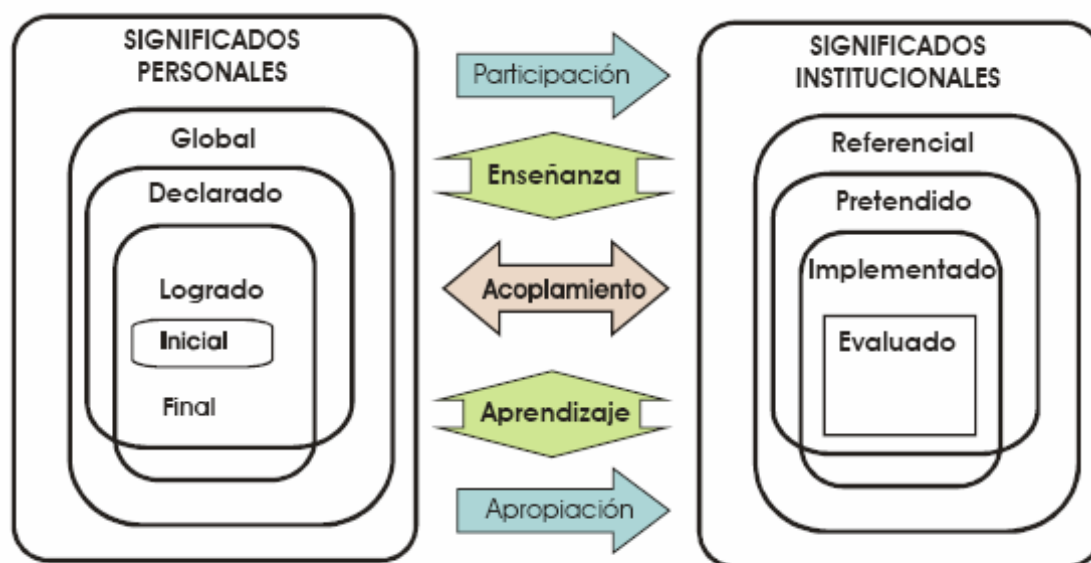 SIGNIFICADOS
PERSONALES
Global
Declarado
Logrado
Inicial
Final
Participación
Enseñanza
Acoplamiento
Aprendizaje
Apropiación
SIGNIFICADOS
INSTITUCIONALES
Referencial
Pretendido
Implementado
Evaluado